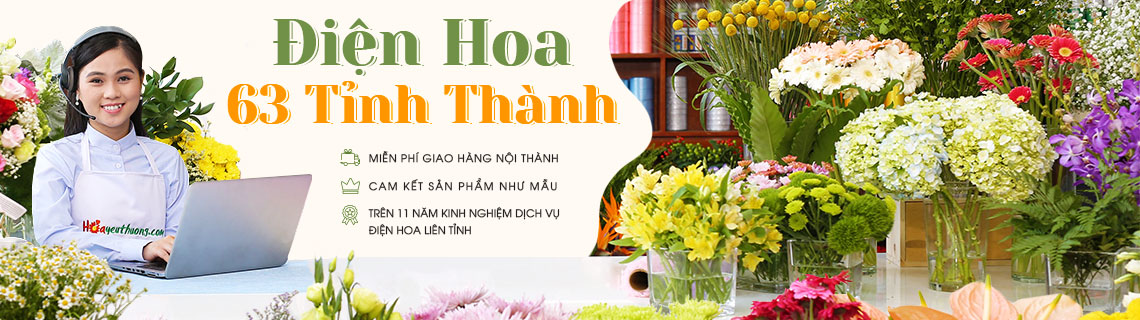 Điện Hoa
63 Tỉnh Thành
MIỄN PHÍ GIAO HÀNG NỘI THÀNH
CAM KẾT SẢN PHẨM NHƯ MẪU
TRÊN 11 NĂM KINH NGHIỆM DỊCH VỤ
ĐIỆN HOA LIÊN TỈNH
Hoayeuthuong.com